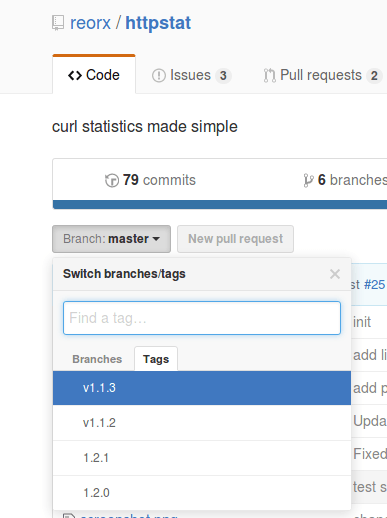 reorx / httpstat
Code Issues 3 Pull requests 2
curl statistics made simple
79 commits 6 branches
Branch: master New pull request
Switch branches/tags
st #25
Find a tag...
init
Branches Tags
add li
v1.1.3
add p
v1.1.2
Upda
Fixed
1.2.1
test s
1.2.0